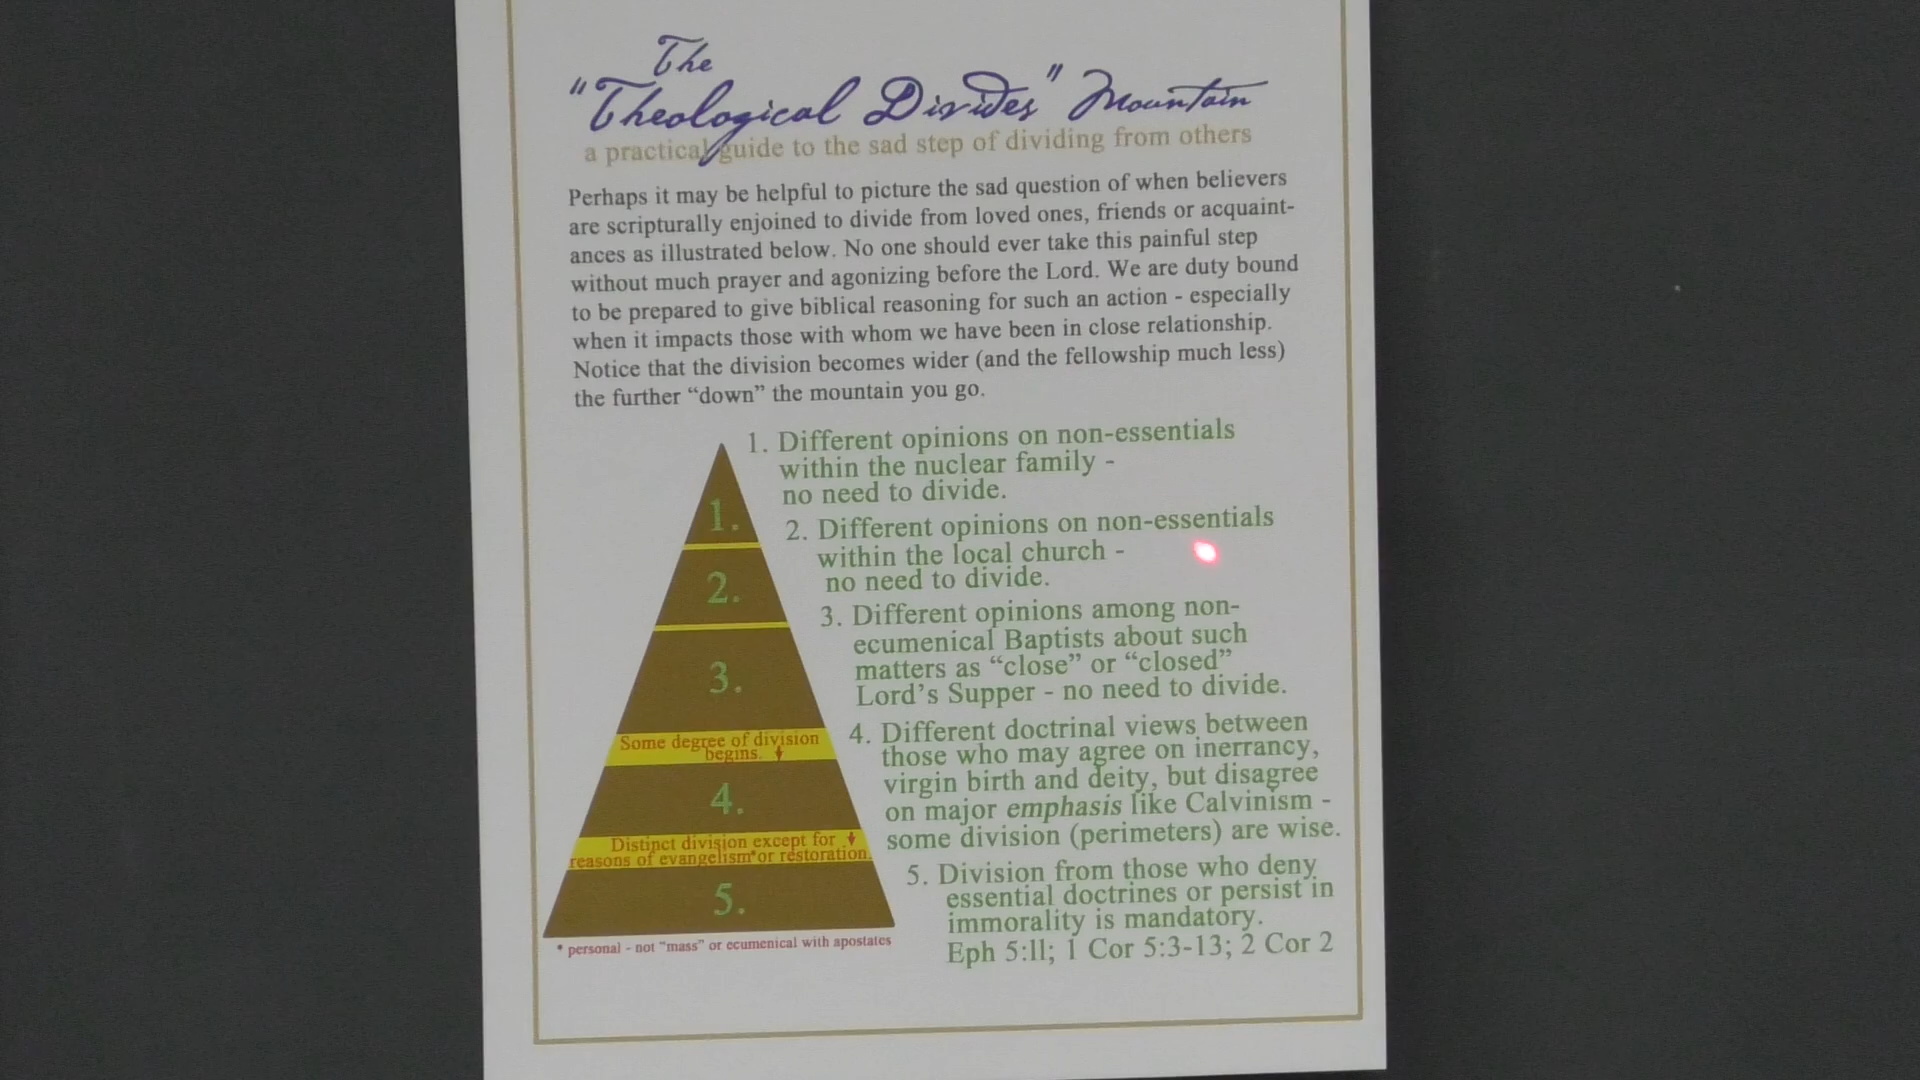 The
"Theological Divides" Mountain
a practical guide to the sad step of dividing from others
Perhaps it may be helpful to picture the sad question of when believers
are scripturally enjoined to divide from loved ones, friends or acquaint-
ances as illustrated below. No one should ever take this painful step
without much prayer and agonizing before the Lord. We are duty bound
to be prepared to give biblical reasoning for such an action - especially
when it impacts those with whom we have been in close relationship.
Notice that the division becomes wider (and the fellowship much less)
the further “down” the mountain you go.
1. Different opinions on non-essentials
within the nuclear family -
no need to divide.
2. Different opinions on non-essentials
within the local church -
no need to divide.
3. Different opinions among non-
ecumenical Baptists about such
matters as “close” or “closed”
Lord’s Supper - no need to divide.
4. Different doctrinal views between
those who may agree on inerrancy,
virgin birth and deity, but disagree
on major emphasis like Calvinism -
some division (perimeters) are wise.
5. Division from those who deny
essential doctrines or persist in
immorality is mandatory.
Eph 5:11; 1 Cor 5:3-13; 2 Cor 2
1.
2.
3.
Some degree of division
begins. ↓
4.
Distinct division except for ↓
reasons of evangelism*or restoration.
5.
* personal - not “mass” or ecumenical with apostates